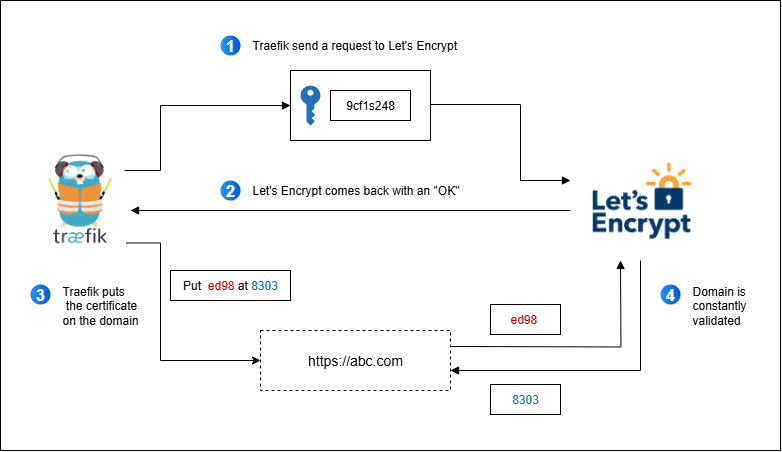 1 Traefik send a request to Let's Encrypt
9cf1s248
træfik
2 Let's Encrypt comes back with an "OK"
Let's
Encrypt
3 Traefik puts
the certificate
on the domain
Put ed98 at 8303
https://abc.com
ed98
8303
4 Domain is
constantly
validated